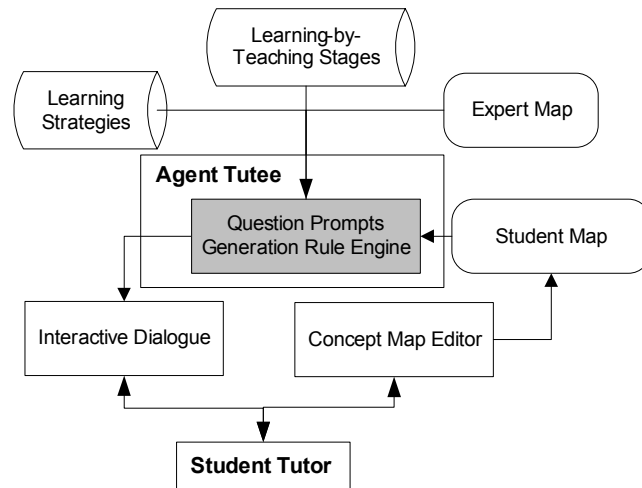 Learning-by-
Teaching Stages
Learning
Strategies
Expert Map
Agent Tutee
Question Prompts
Generation Rule Engine
Student Map
Interactive Dialogue
Concept Map Editor
Student Tutor